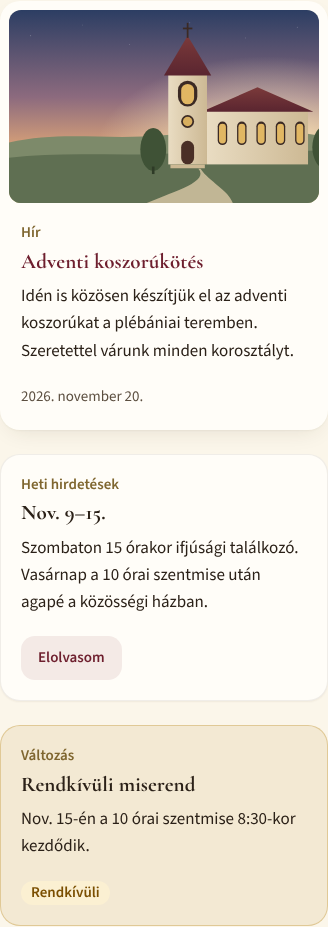 Hír
Adventi koszorúkötés
Idén is közösen készítjük el az adventi
koszorúkat a plébániai teremben.
Szeretettel várunk minden korosztályt.
2026. november 20.
Heti hirdetések
Nov. 9–15.
Szombaton 15 órakor ifjúsági találkozó.
Vasárnap a 10 órai szentmise után
agapé a közösségi házban.
Elolvasom
Változás
Rendkívüli miserend
Nov. 15-én a 10 órai szentmise 8:30-kor
kezdődik.
Rendkívüli